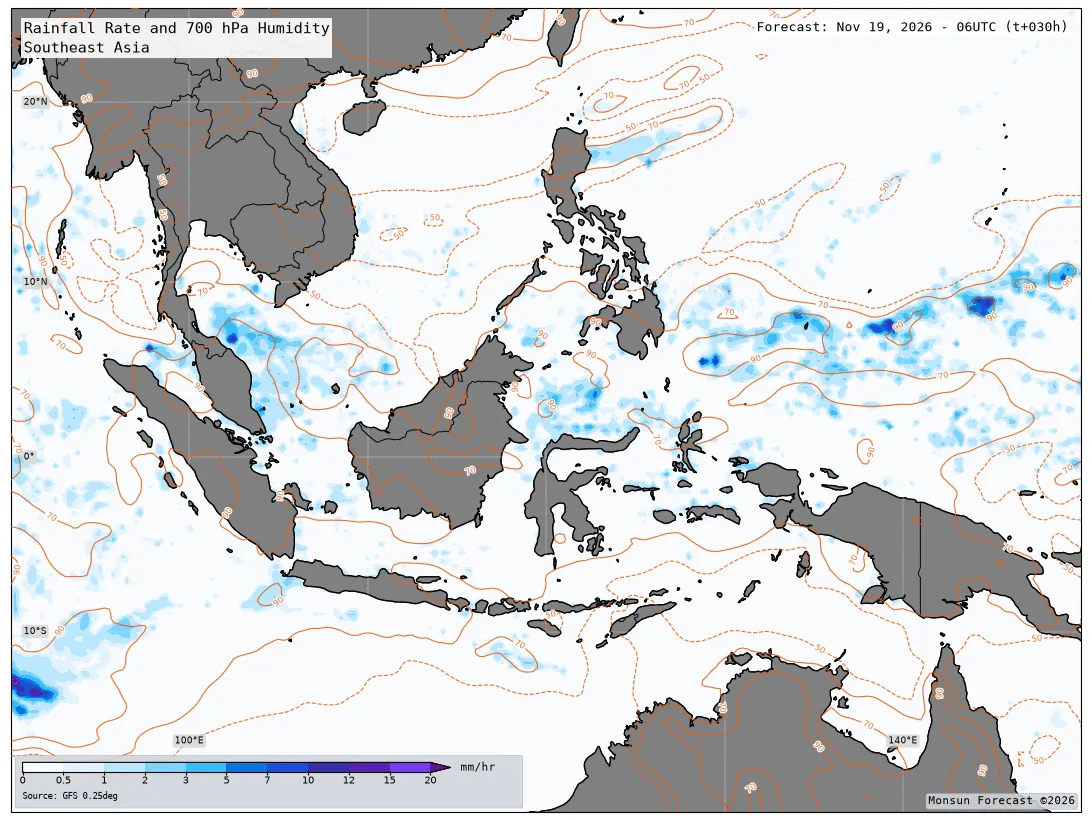 Rainfall Rate and 700 hPa Humidity
Southeast Asia
Forecast: Nov 19, 2026 - 06UTC (t+030h)
20°N
10°N
0°
10°S
100°E
140°E
0 0.5 1 2 3 5 7 10 12 15 20 mm/hr
Source: GFS 0.25deg
Monsun Forecast ©2026